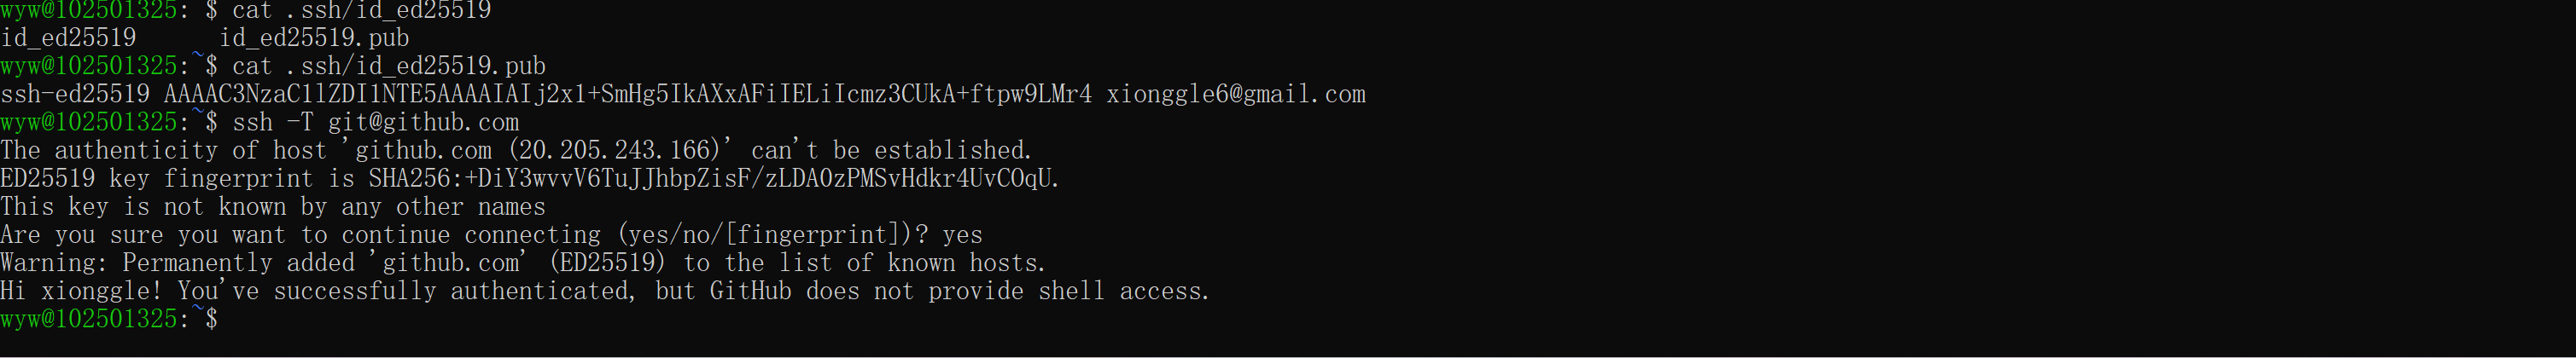 wyw@102501325: $ cat .ssh/id_ed25519
id_ed25519      id_ed25519.pub
wyw@102501325:~$ cat .ssh/id_ed25519.pub
ssh-ed25519 AAAAC3NzaC1lZDI1NTE5AAAAIAIj2x1+SmHg5IkAXxAFiIELiIcmz3CUkA+ftpw9LMr4 xionggle6@gmail.com
wyw@102501325:~$ ssh -T git@github.com
The authenticity of host 'github.com (20.205.243.166)' can't be established.
ED25519 key fingerprint is SHA256:+DiY3wvvV6TuJJhbpZisF/zLDA0zPMSvHdkr4UvCOqU.
This key is not known by any other names
Are you sure you want to continue connecting (yes/no/[fingerprint])? yes
Warning: Permanently added 'github.com' (ED25519) to the list of known hosts.
Hi xionggle! You've successfully authenticated, but GitHub does not provide shell access.
wyw@102501325:~$